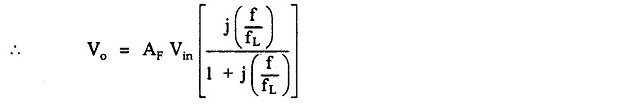 ∴ V_o = A_F V_in [ j(f/f_L) / 1 + j(f/f_L) ]